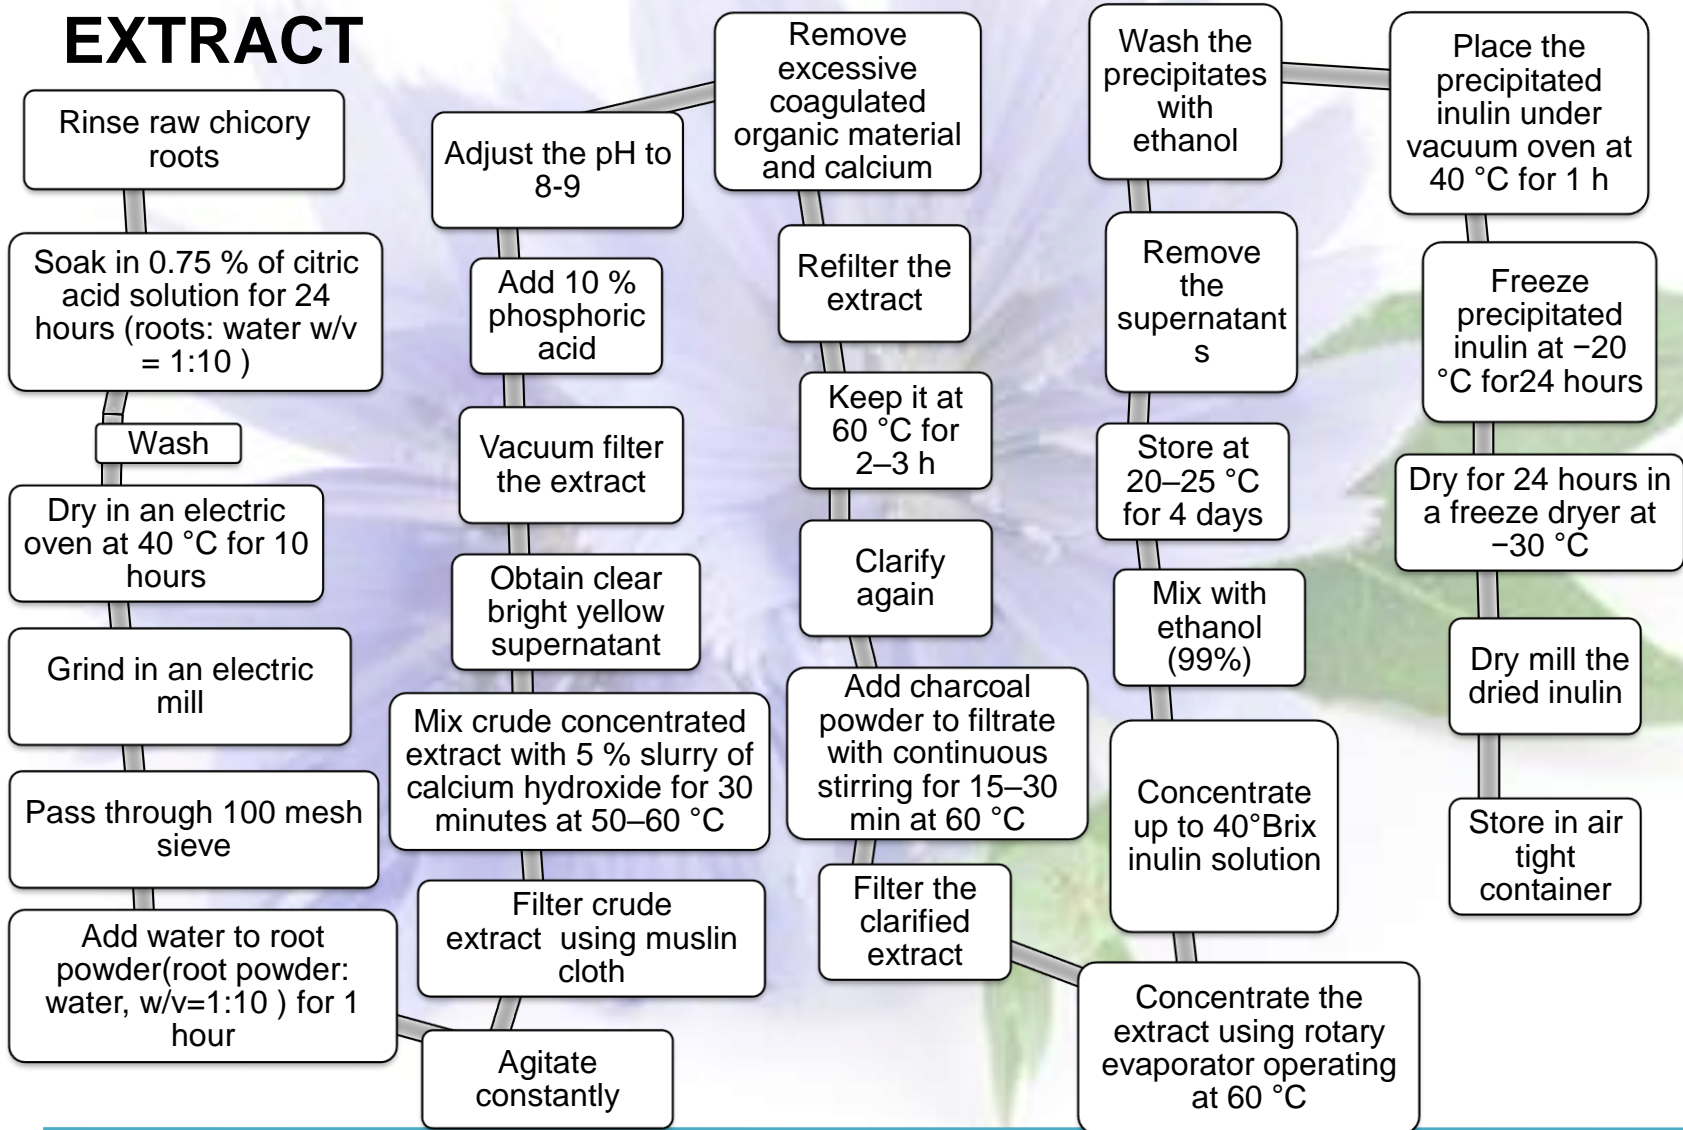 EXTRACT
Rinse raw chicory
roots
Soak in 0.75 % of citric
acid solution for 24
hours (roots: water w/v
= 1:10 )
Wash
Dry in an electric
oven at 40 °C for 10
hours
Grind in an electric
mill
Pass through 100 mesh
sieve
Add water to root
powder(root powder:
water, w/v=1:10 ) for 1
hour
Agitate
constantly
Filter crude
extract  using muslin
cloth
Mix crude concentrated
extract with 5 % slurry of
calcium hydroxide for 30
minutes at 50–60 °C
Obtain clear
bright yellow
supernatant
Vacuum filter
the extract
Add 10 %
phosphoric
acid
Adjust the pH to
8-9
Remove
excessive
coagulated
organic material
and calcium
Refilter the
extract
Keep it at
60 °C for
2–3 h
Clarify
again
Add charcoal
powder to filtrate
with continuous
stirring for 15–30
min at 60 °C
Filter the
clarified
extract
Concentrate the
extract using rotary
evaporator operating
at 60 °C
Concentrate
up to 40°Brix
inulin solution
Mix with
ethanol
(99%)
Store at
20–25 °C
for 4 days
Remove
the
supernatant
s
Wash the
precipitates
with
ethanol
Place the
precipitated
inulin under
vacuum oven at
40 °C for 1 h
Freeze
precipitated
inulin at −20
°C for24 hours
Dry for 24 hours in
a freeze dryer at
−30 °C
Dry mill the
dried inulin
Store in air
tight
container